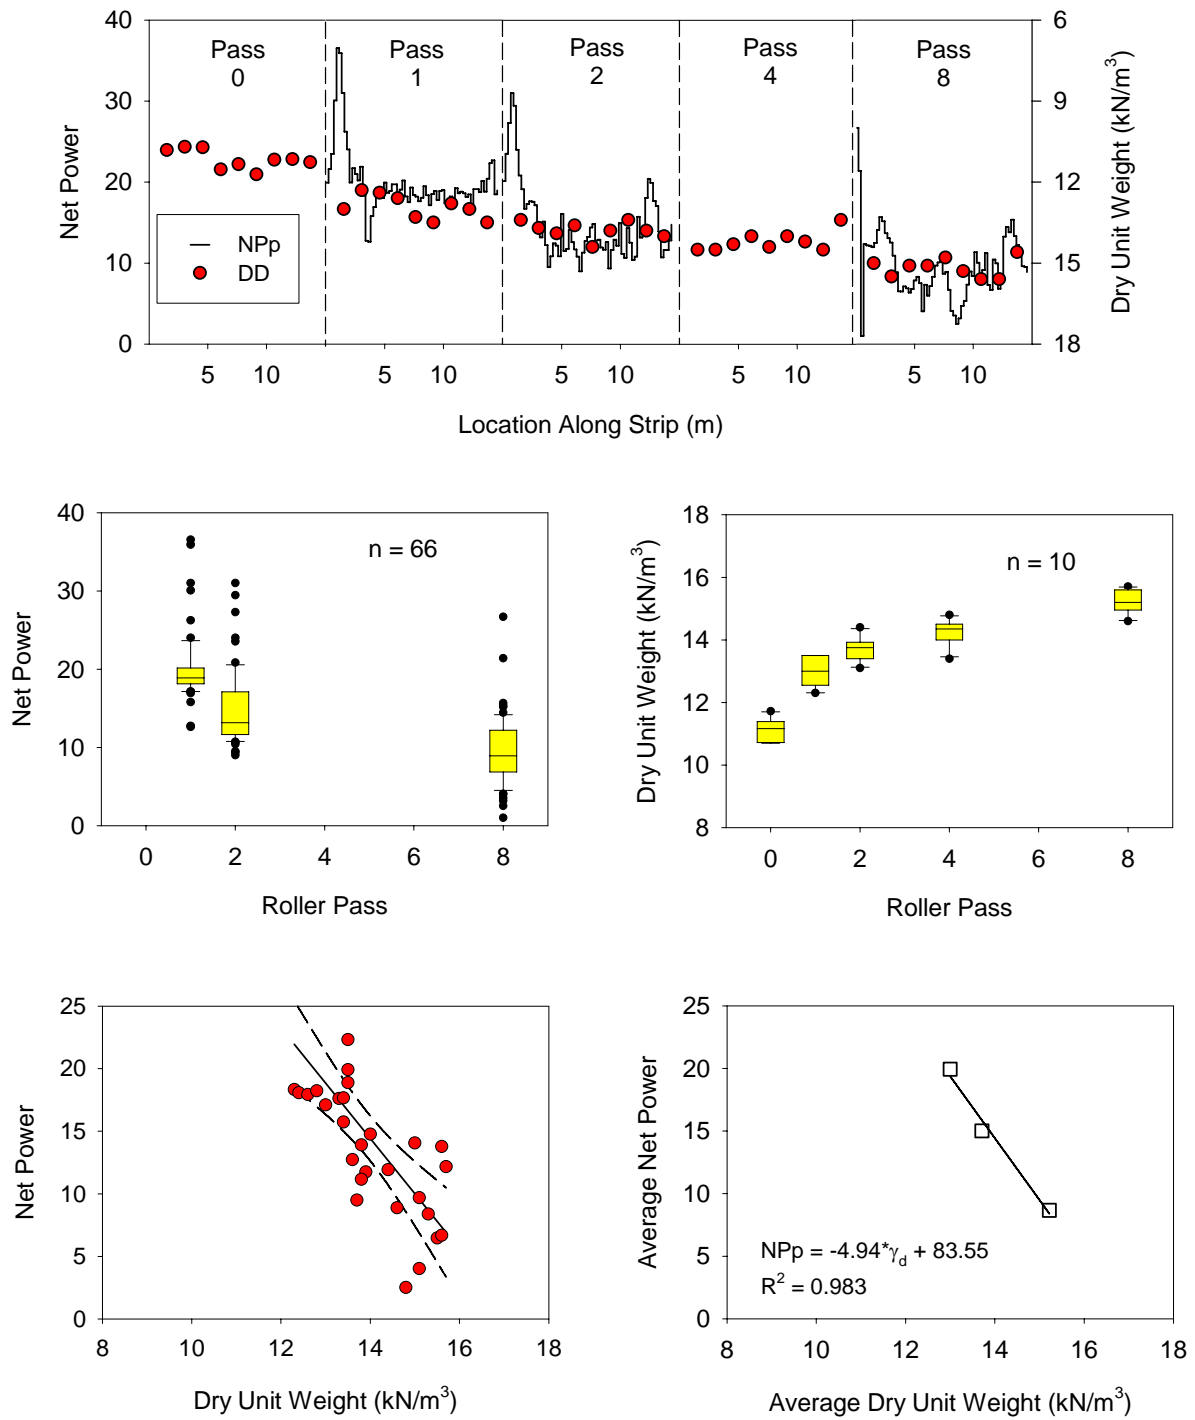 40
30
20
10
0
Net Power
Pass
0
Pass
1
Pass
2
Pass
4
Pass
8
NPp
DD
6
9
12
15
18
Dry Unit Weight (kN/m³)
5 10 5 10 5 10 5 10 5 10
Location Along Strip (m)
40
30
20
10
0
Net Power
n = 66
0 2 4 6 8
Roller Pass
18
16
14
12
10
8
Dry Unit Weight (kN/m³)
n = 10
0 2 4 6 8
Roller Pass
25
20
15
10
5
0
Net Power
8 10 12 14 16 18
Dry Unit Weight (kN/m³)
25
20
15
10
5
0
Average Net Power
NPp = -4.94*γd + 83.55
R² = 0.983
8 10 12 14 16 18
Average Dry Unit Weight (kN/m³)